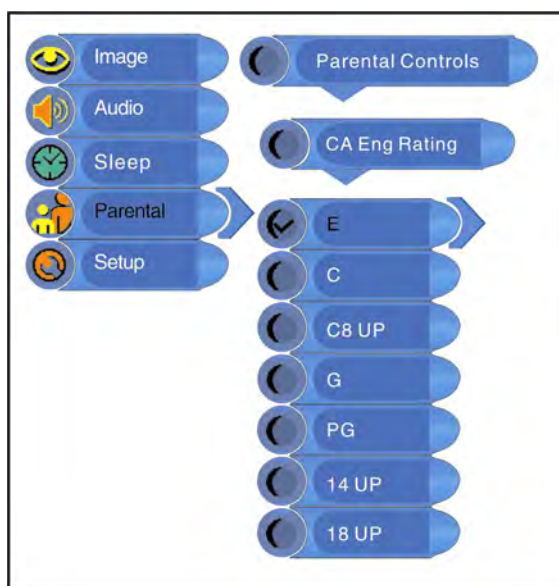 Image
Audio
Sleep
Parental
Setup
Parental Controls
CA Eng Rating
E
C
C8 UP
G
PG
14 UP
18 UP